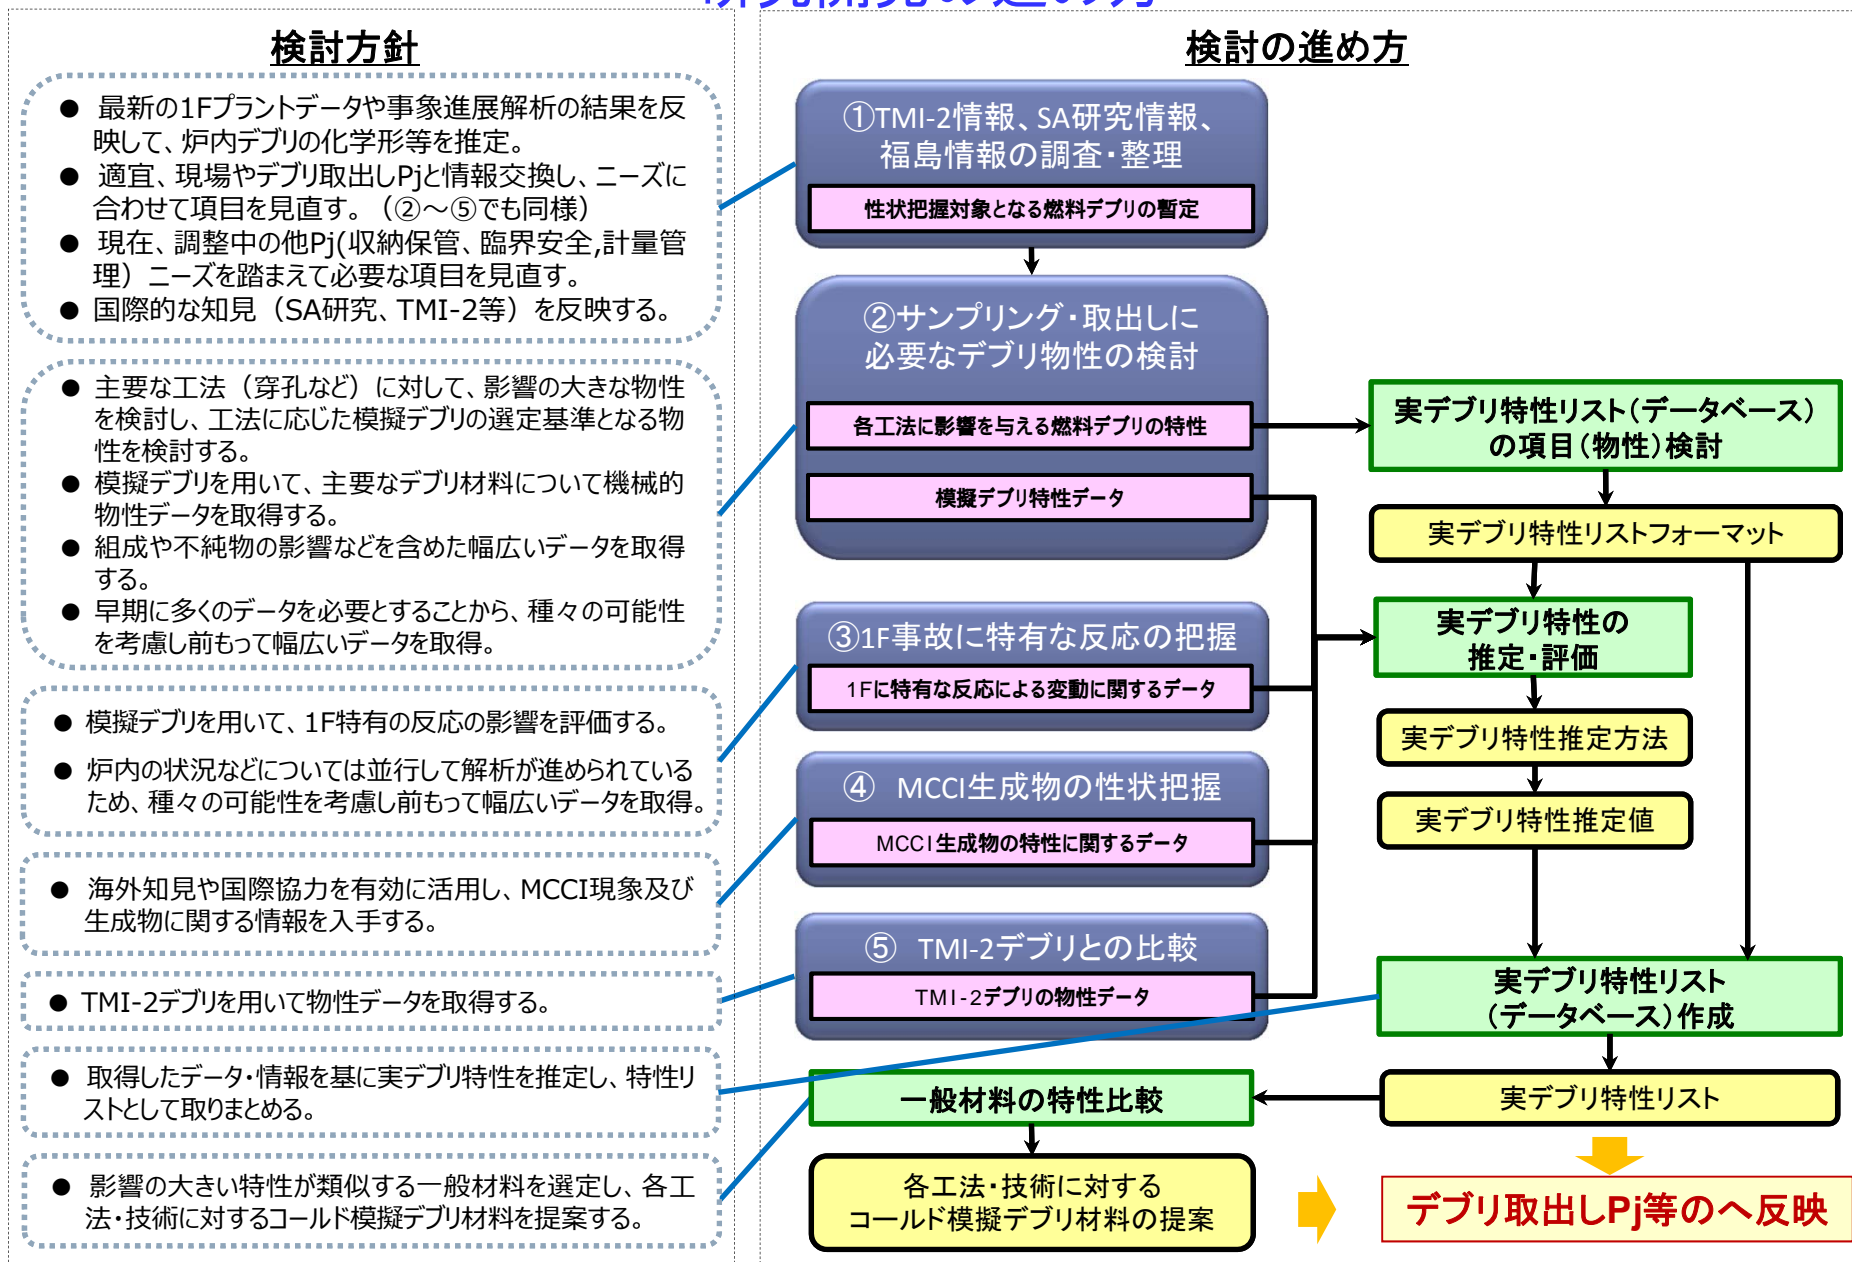 研究開発の進め方
検討方針
● 最新の1Fプラントデータや事象進展解析の結果を反
映して、炉内デブリの化学形等を推定。
● 適宜、現場やデブリ取出しPjと情報交換し、ニーズに
合わせて項目を見直す。（②～⑤でも同様）
● 現在、調整中の他Pj(収納保管、臨界安全,計量管
理）ニーズを踏まえて必要な項目を見直す。
● 国際的な知見（SA研究、TMI-2等）を反映する。
● 主要な工法（穿孔など）に対して、影響の大きな物性
を検討し、工法に応じた模擬デブリの選定基準となる物
性を検討する。
● 模擬デブリを用いて、主要なデブリ材料について機械的
物性データを取得する。
● 組成や不純物の影響などを含めた幅広いデータを取得
する。
● 早期に多くのデータを必要とすることから、種々の可能性
を考慮し前もって幅広いデータを取得。
● 模擬デブリを用いて、1F特有の反応の影響を評価する。
● 炉内の状況などについては並行して解析が進められている
ため、種々の可能性を考慮し前もって幅広いデータを取得。
● 海外知見や国際協力を有効に活用し、MCCI現象及び
生成物に関する情報を入手する。
● TMI-2デブリを用いて物性データを取得する。
● 取得したデータ・情報を基に実デブリ特性を推定し、特性リ
ストとして取りまとめる。
● 影響の大きい特性が類似する一般材料を選定し、各工
法・技術に対するコールド模擬デブリ材料を提案する。
検討の進め方
①TMI-2情報、SA研究情報、
福島情報の調査・整理
性状把握対象となる燃料デブリの暫定
②サンプリング・取出しに
必要なデブリ物性の検討
各工法に影響を与える燃料デブリの特性
模擬デブリ特性データ
③1F事故に特有な反応の把握
1Fに特有な反応による変動に関するデータ
④ MCCI生成物の性状把握
MCCI生成物の特性に関するデータ
⑤ TMI-2デブリとの比較
TMI-2デブリの物性データ
一般材料の特性比較
各工法・技術に対する
コールド模擬デブリ材料の提案
実デブリ特性リスト（データベース）
の項目（物性）検討
実デブリ特性リストフォーマット
実デブリ特性の
推定・評価
実デブリ特性推定方法
実デブリ特性推定値
実デブリ特性リスト
（データベース）作成
実デブリ特性リスト
デブリ取出しPj等のへ反映